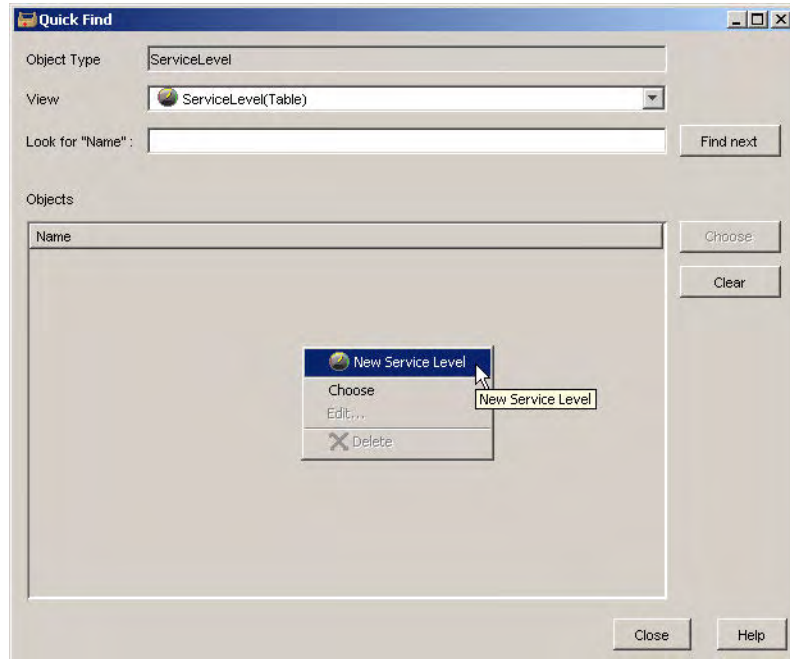 Quick Find
Object Type ServiceLevel
View ServiceLevel(Table)
Look for "Name" : Find next
Objects
Name Choose
Clear
New Service Level
Choose
New Service Level
Edit...
Delete
Close Help